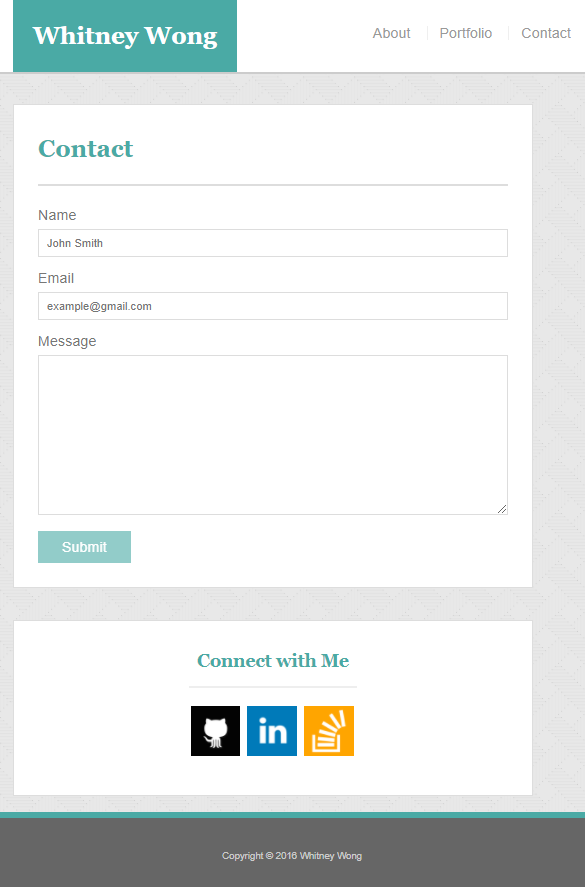 Whitney Wong
About
Portfolio
Contact
Contact
Name
John Smith
Email
example@gmail.com
Message
Submit
Connect with Me
in
Copyright © 2016 Whitney Wong